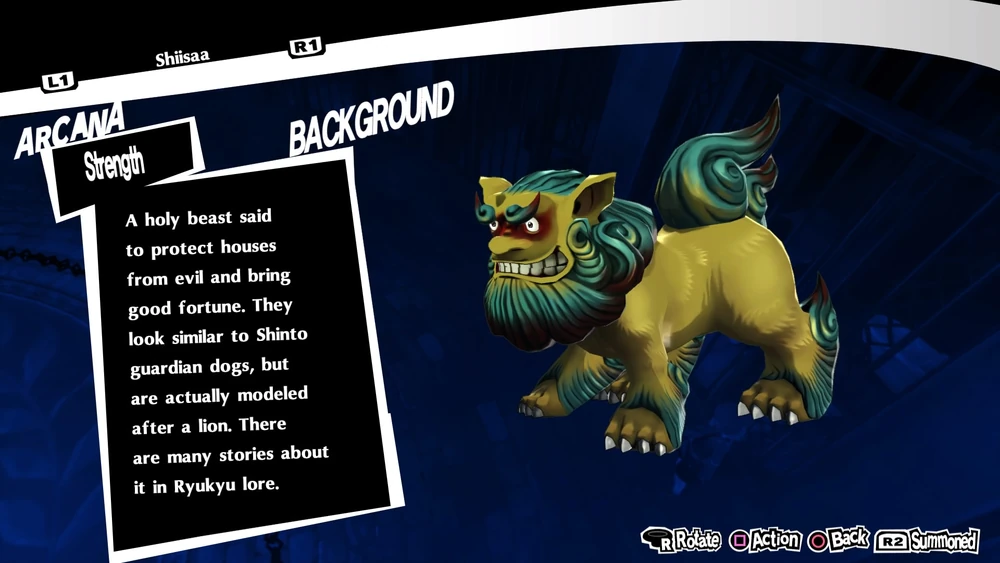 L1
Shiisaa
R1
ARCANA
Strength
BACKGROUND
A holy beast said
to protect houses
from evil and bring
good fortune. They
look similar to Shinto
guardian dogs, but
are actually modeled
after a lion. There
are many stories about
it in Ryukyu lore.
R Rotate Action Back R2 Summoned